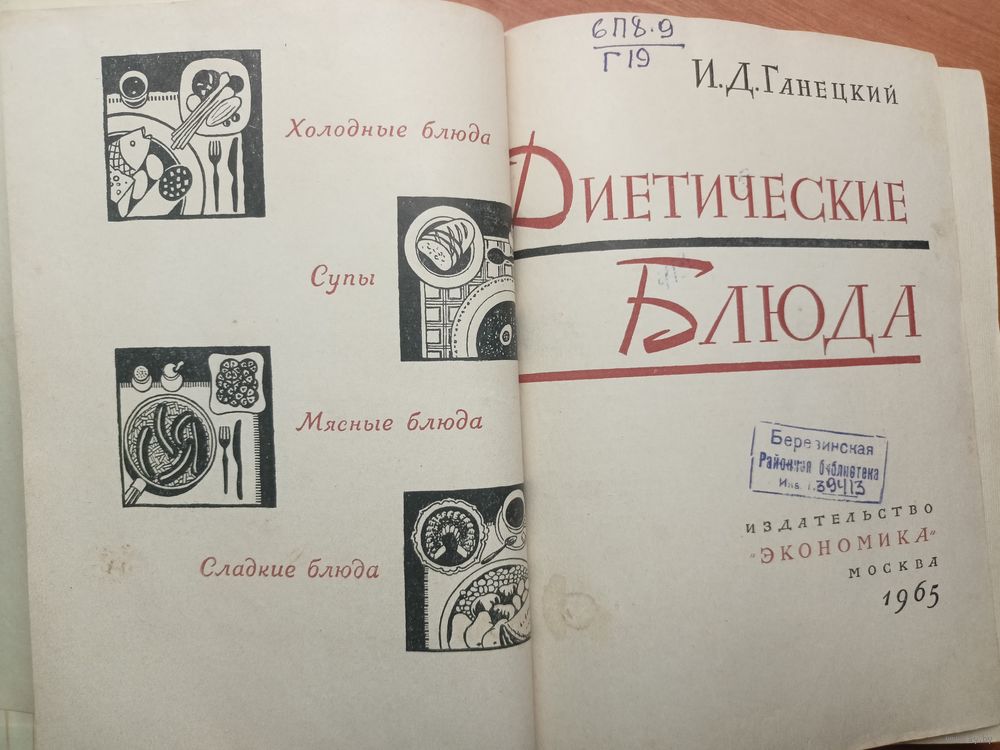 Холодные блюда
Супы
Мясные блюда
Сладкие блюда
6П8.9
Г19
И.Д.Ганецкий
Диетические
Блюда
Березинская
Районная библиотека
Инв. 39413
ИЗДАТЕЛЬСТВО
"ЭКОНОМИКА"
МОСКВА
1965